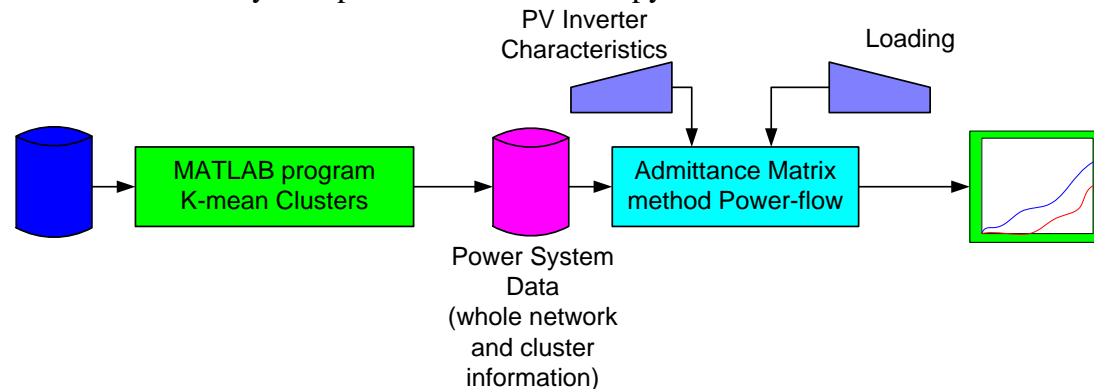 PV Inverter
Characteristics
Loading
MATLAB program
K-mean Clusters
Admittance Matrix
method Power-flow
Power System
Data
(whole network
and cluster
information)